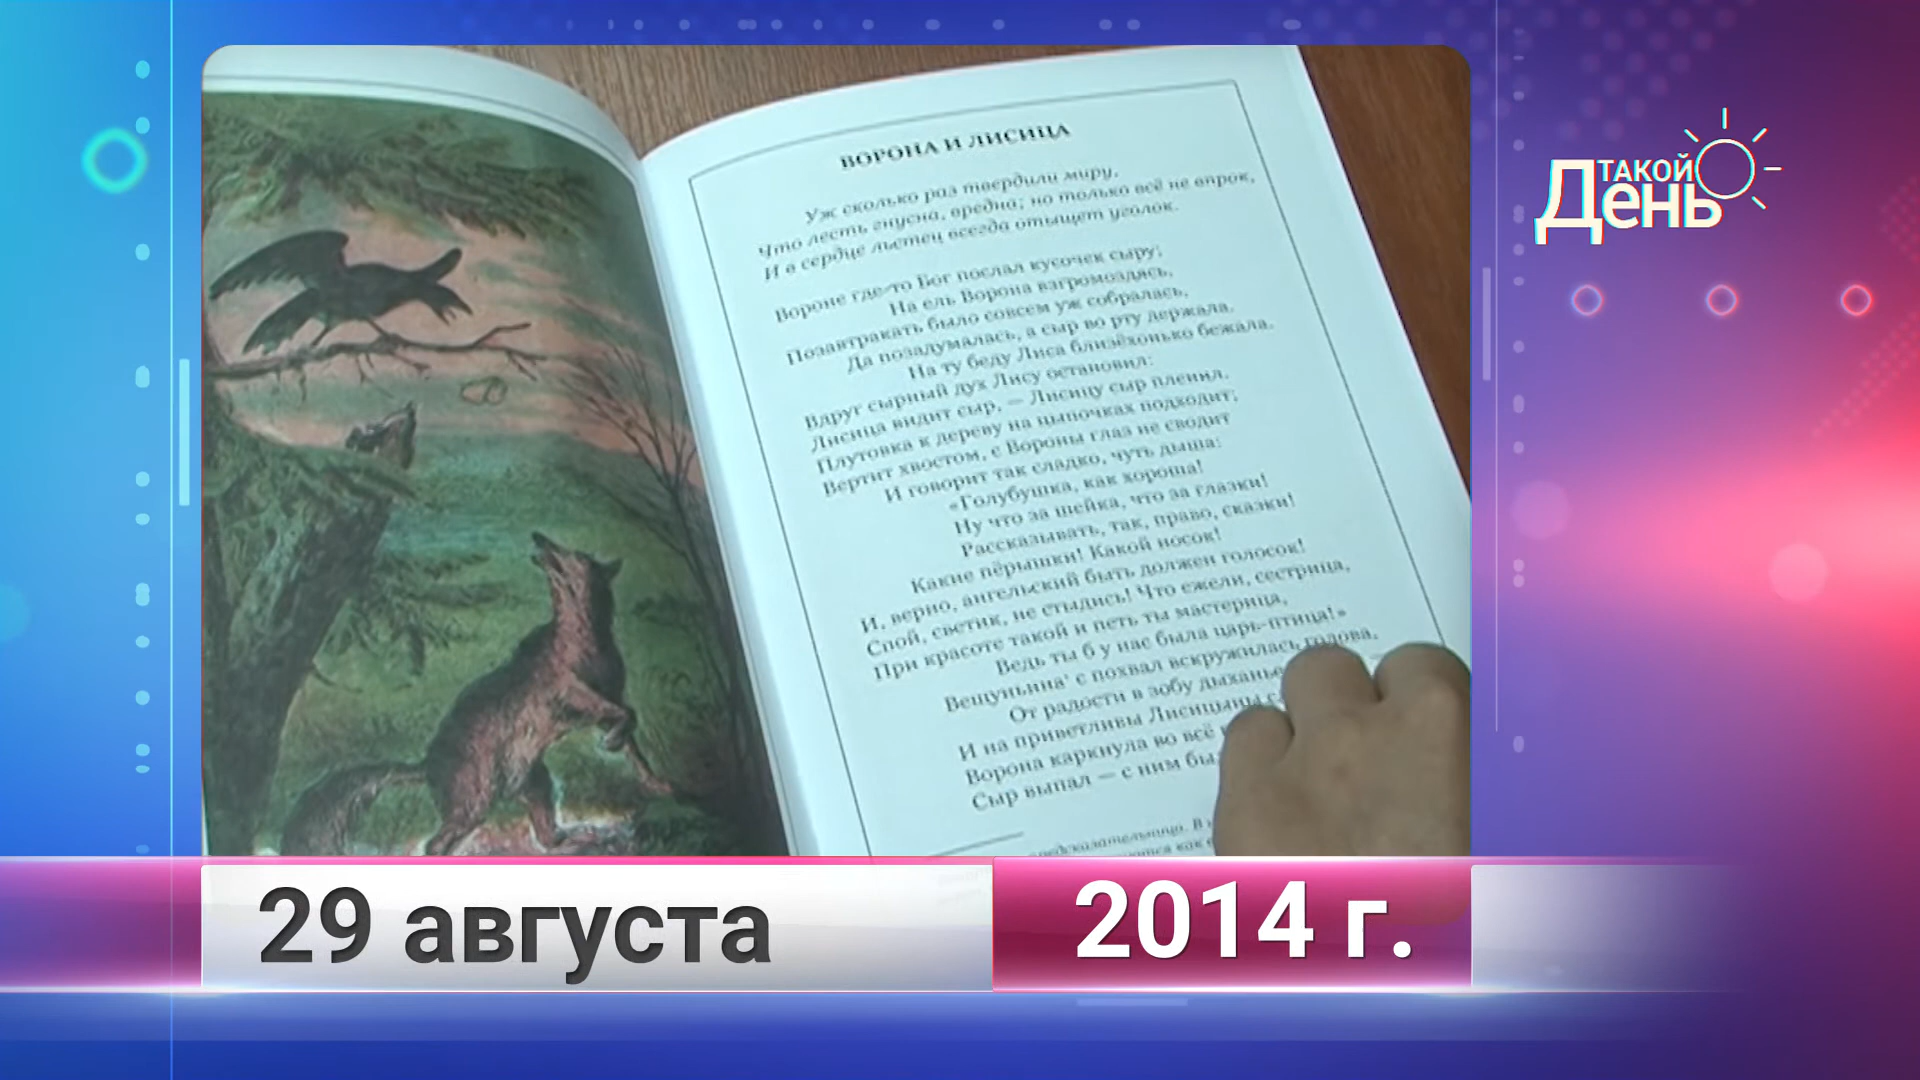 ТАКОЙ
День
ВОРОНА И ЛИСИЦА
Уж сколько раз твердили миру,
Что лесть гнусна, вредна; но только всё не впрок,
И в сердце льстец всегда отыщет уголок.
Вороне где-то Бог послал кусочек сыру;
На ель Ворона взгромоздясь,
Позавтракать было совсем уж собралась,
Да позадумалась, а сыр во рту держала.
На ту беду Лиса близёхонько бежала.
Вдруг сырный дух Лису остановил:
Лисица видит сыр, — Лисицу сыр пленил.
Плутовка к дереву на цыпочках подходит;
Вертит хвостом, с Вороны глаз не сводит
И говорит так сладко, чуть дыша:
«Голубушка, как хороша!
Ну что за шейка, что за глазки!
Рассказывать, так, право, сказки!
Какие пёрышки! Какой носок!
И, верно, ангельский быть должен голосок!
Спой, светик, не стыдись! Что ежели, сестрица,
При красоте такой и петь ты мастерица,
Ведь ты б у нас была царь-птица!»
Вещуньина с похвал вскружилась голова,
От радости в зобу дыханье
И на приветливы Лисицыны
Ворона каркнула во всё
Сыр выпал — с ним
29 августа
2014 г.